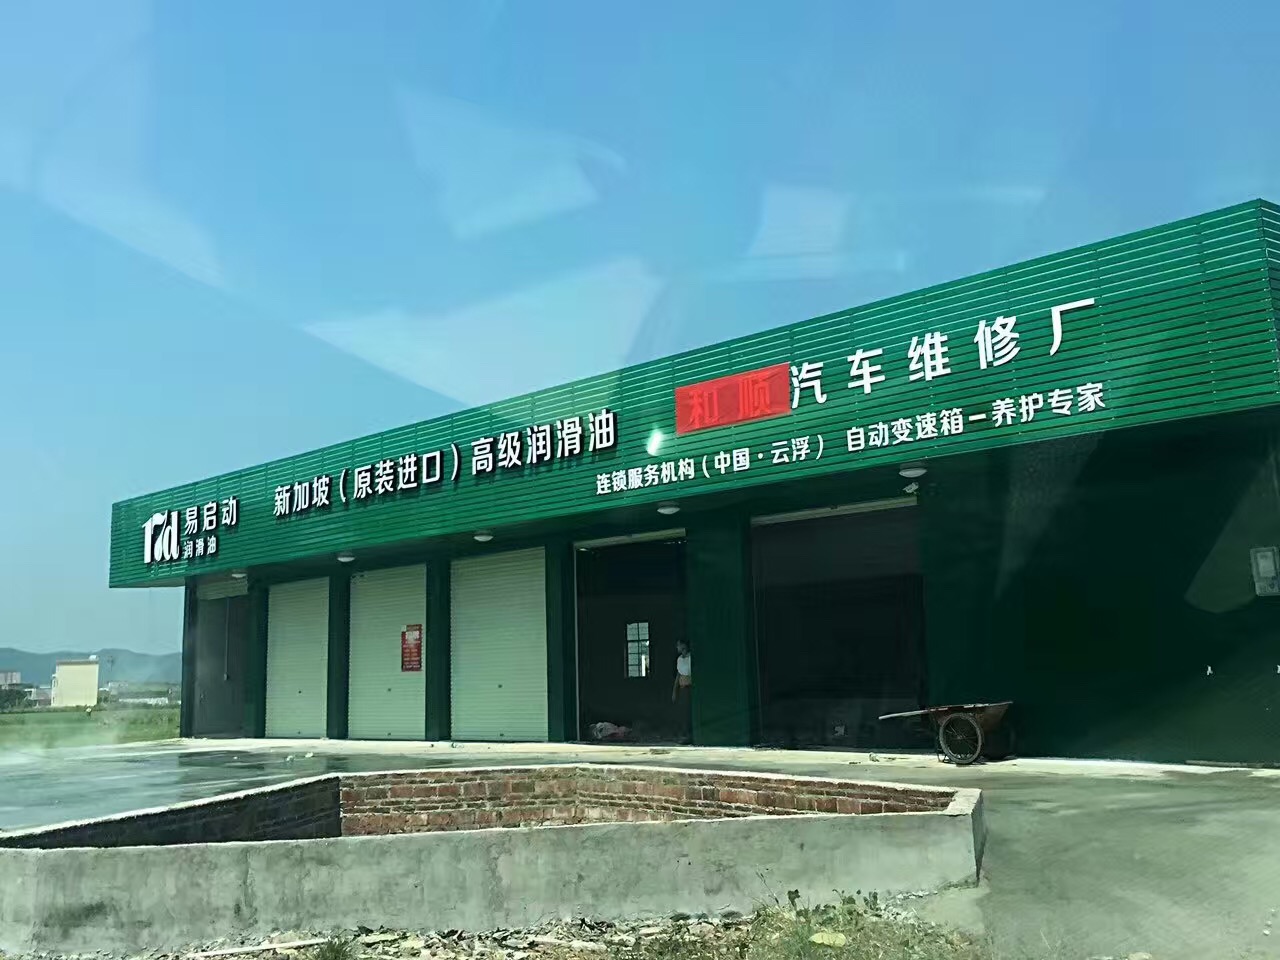 17d 易启动
润滑油
新加坡（原装进口）高级润滑油
和顺汽车维修厂
连锁服务机构（中国·云浮） 自动变速箱-养护专家